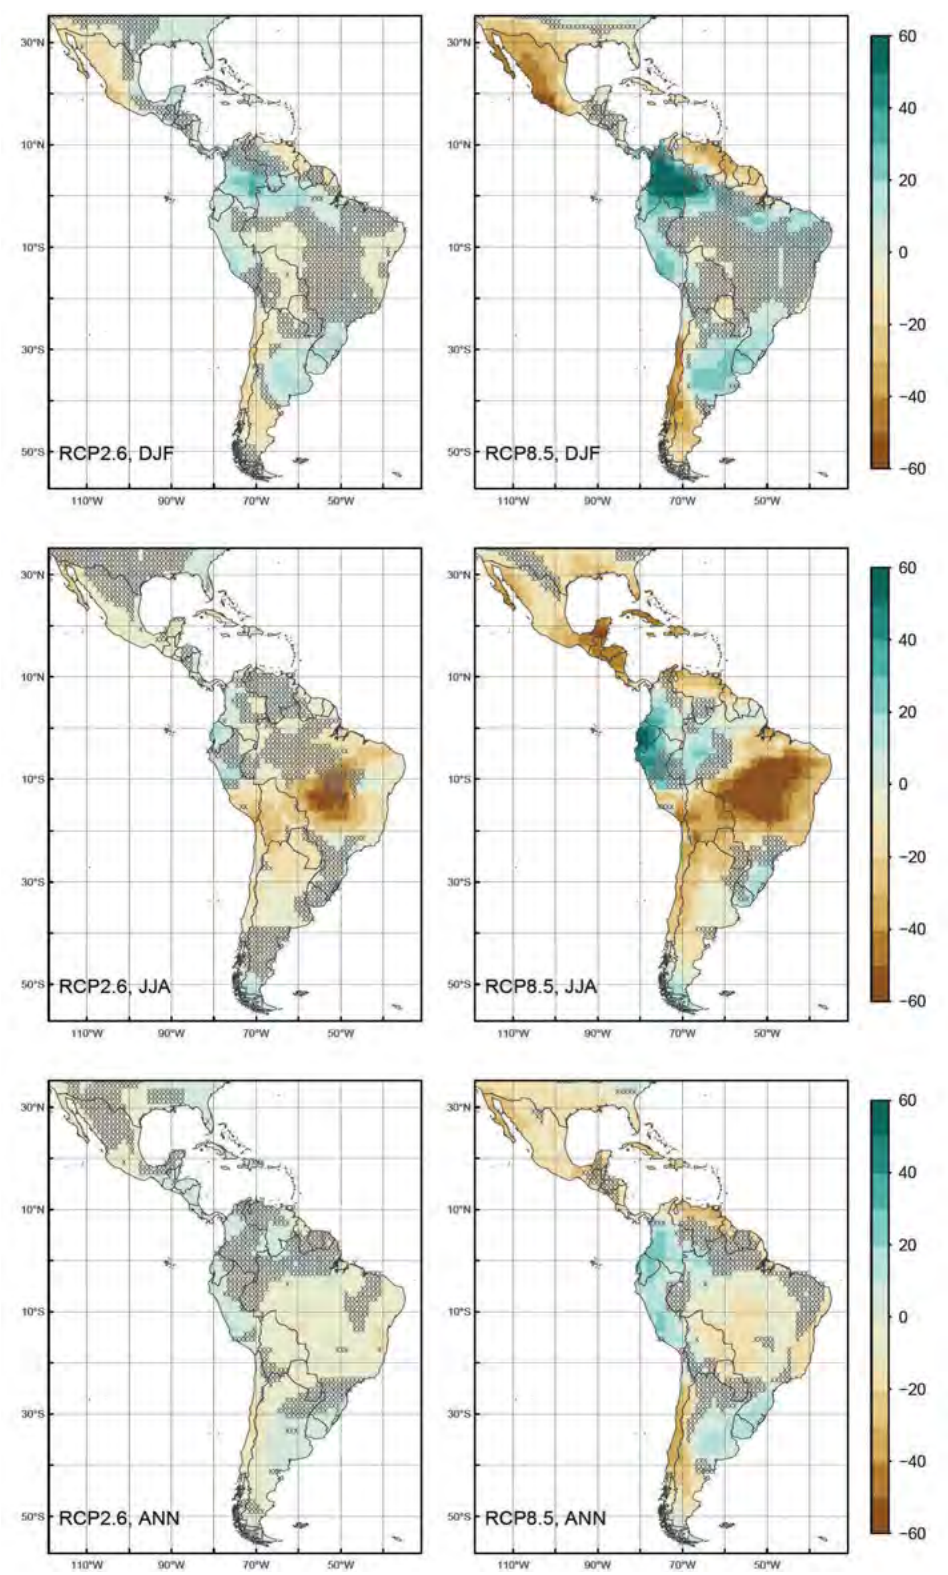 30°N
10°N
10°S
30°S
50°S
RCP2.6, DJF
110°W
90°W
70°W
50°W
30°N
10°N
10°S
30°S
50°S
RCP8.5, DJF
110°W
90°W
70°W
50°W
60
40
20
0
−20
−40
−60
30°N
10°N
10°S
30°S
50°S
RCP2.6, JJA
110°W
90°W
70°W
50°W
30°N
10°N
10°S
30°S
50°S
RCP8.5, JJA
110°W
90°W
70°W
50°W
60
40
20
0
−20
−40
−60
30°N
10°N
10°S
30°S
50°S
RCP2.6, ANN
110°W
90°W
70°W
50°W
30°N
10°N
10°S
30°S
50°S
RCP8.5, ANN
110°W
90°W
70°W
50°W
60
40
20
0
−20
−40
−60